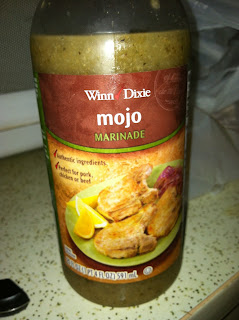 Winn Dixie
mojo
MARINADE
Authentic ingredients
Perfect for pork,
chicken or beef